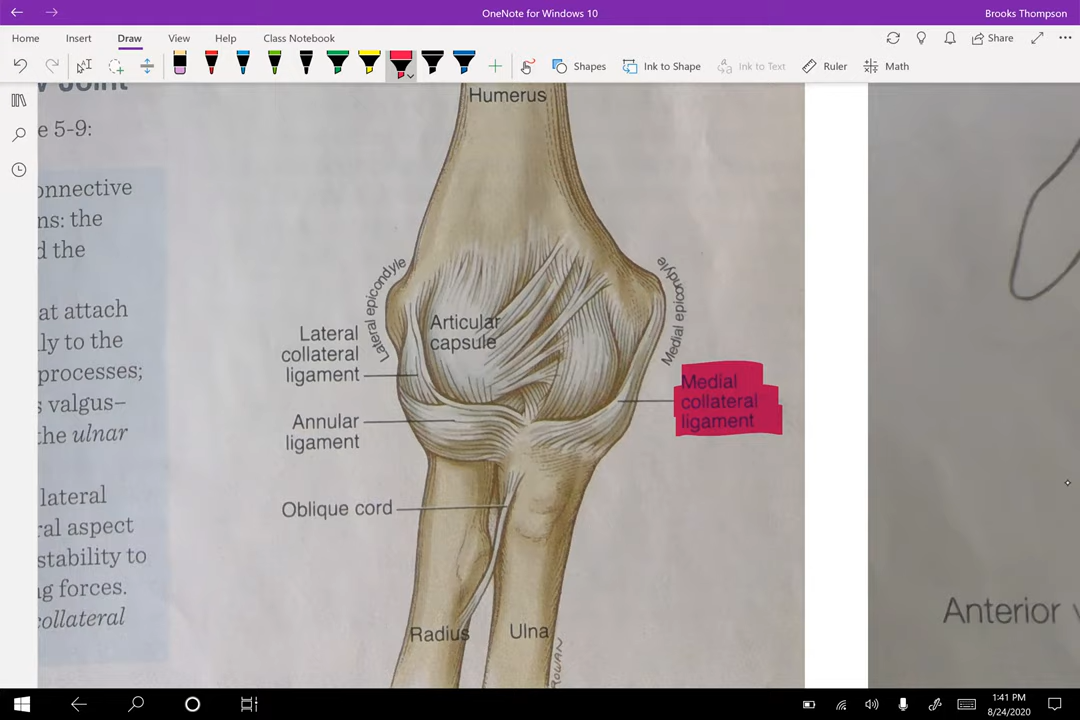 OneNote for Windows 10
Brooks Thompson
Home Insert Draw View Help Class Notebook
Share
Shapes Ink to Shape Ink to Text Ruler Math
Joint
e 5-9:
onnective
ns: the
d the
at attach
ly to the
processes;
s valgus–
the ulnar
lateral
ral aspect
stability to
ng forces.
collateral
Humerus
Lateral epicondyle
Medial epicondyle
Articular
capsule
Lateral
collateral
ligament
Medial
collateral
ligament
Annular
ligament
Oblique cord
Radius
Ulna
ROWAN
Anterior
1:41 PM
8/24/2020